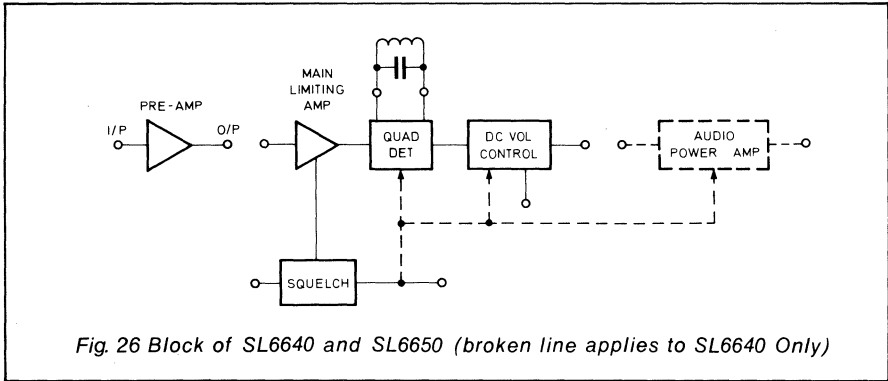 MAIN
LIMITING
AMP
PRE-AMP
I/P
O/P
QUAD
DET
DC VOL
CONTROL
AUDIO
POWER AMP
SQUELCH
Fig. 26 Block of SL6640 and SL6650 (broken line applies to SL6640 Only)